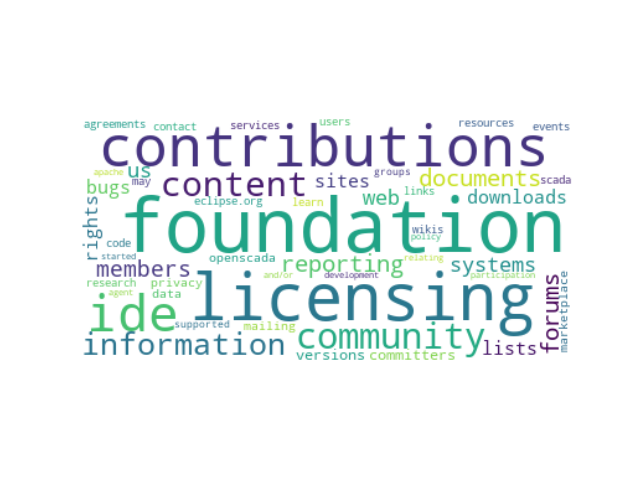 agreements
contact
services
users
resources
events
contributions
apache
us
groups
bugs
may
content
sites
documents
scada
links
web
downloads
eclipse.org
learn
rights
foundation
wikis
policy
code
started
openscada
relating
members
reporting
systems
research
privacy
and/or
development
participation
agent
data
licensing
ide
supported
mailing
community
forums
marketplace
information
lists
versions
committers